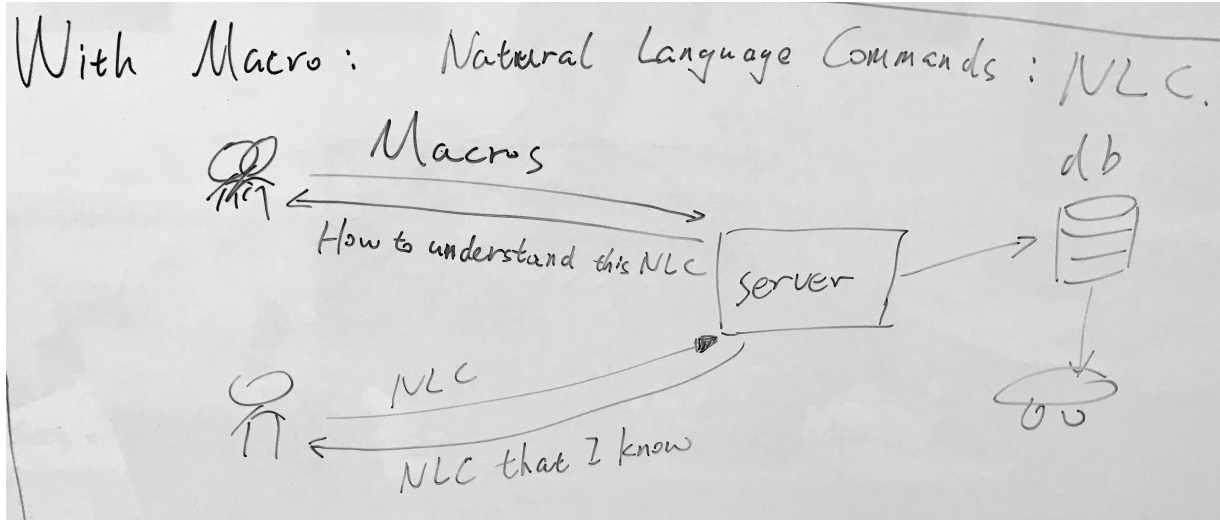 With Macro: Natural Language Commands: NLC.
db
Macros
How to understand this NLC
server
NLC
NLC that I know